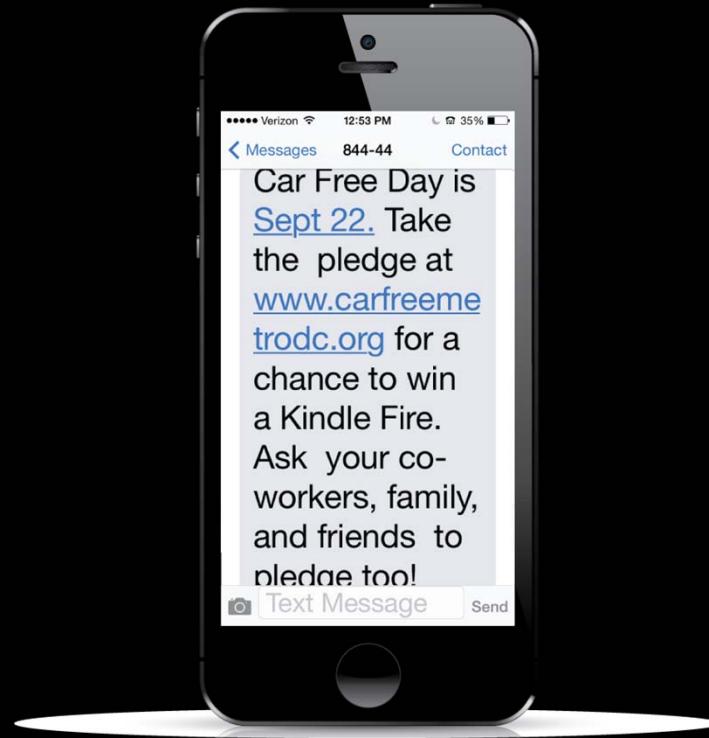 Verizon 12:53 PM 35%
Messages 844-44 Contact
Car Free Day is
Sept 22. Take
the pledge at
www.carfreeme
trodc.org for a
chance to win
a Kindle Fire.
Ask your co-
workers, family,
and friends to
pledge too!
Text Message Send